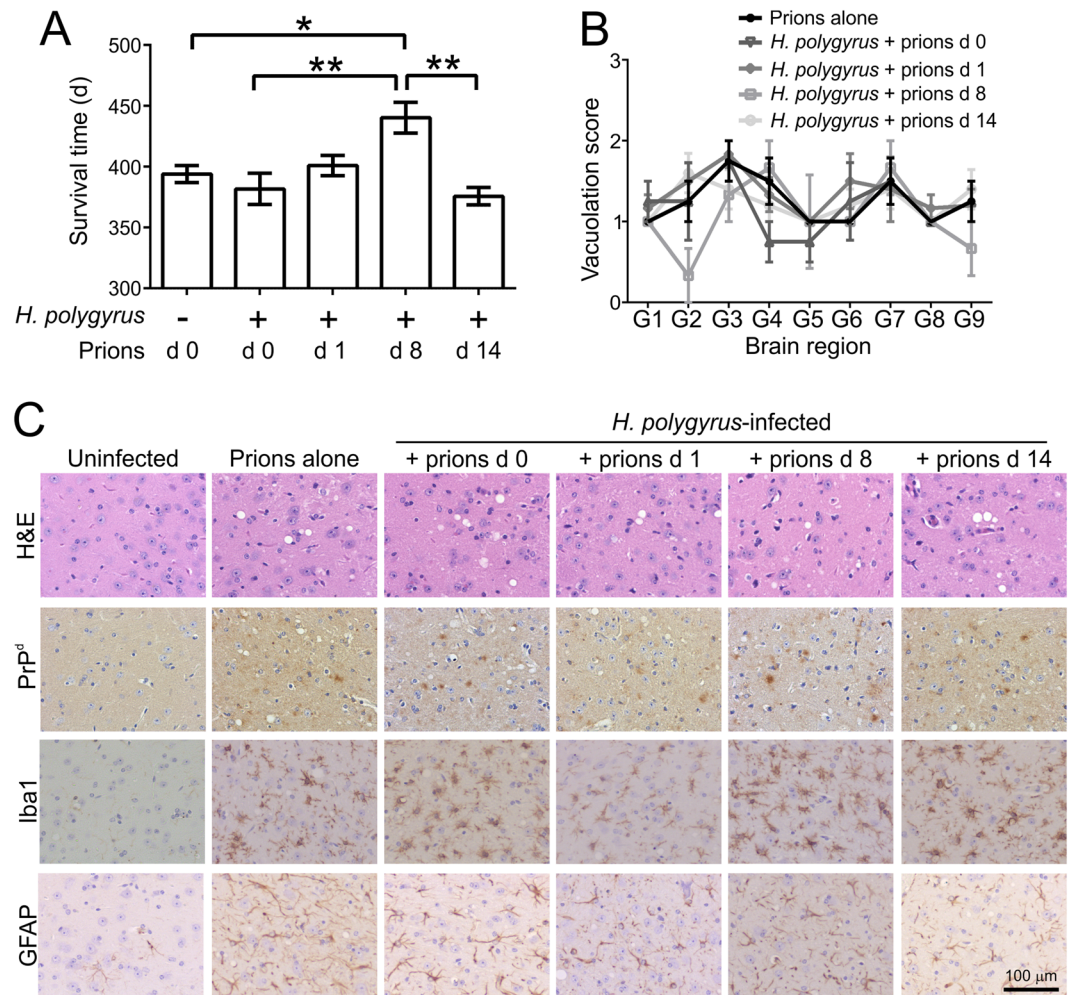 A
Survival time (d)
500
450
400
350
300
*
**
**
H. polygyrus - + + + +
Prions d 0 d 0 d 1 d 8 d 14
B
Prions alone
H. polygyrus + prions d 0
H. polygyrus + prions d 1
H. polygyrus + prions d 8
H. polygyrus + prions d 14
Vacuolation score
3
2
1
0
G1 G2 G3 G4 G5 G6 G7 G8 G9
Brain region
C
H. polygyrus-infected
Uninfected Prions alone + prions d 0 + prions d 1 + prions d 8 + prions d 14
H&E
PrPᵈ
Iba1
GFAP
100 µm